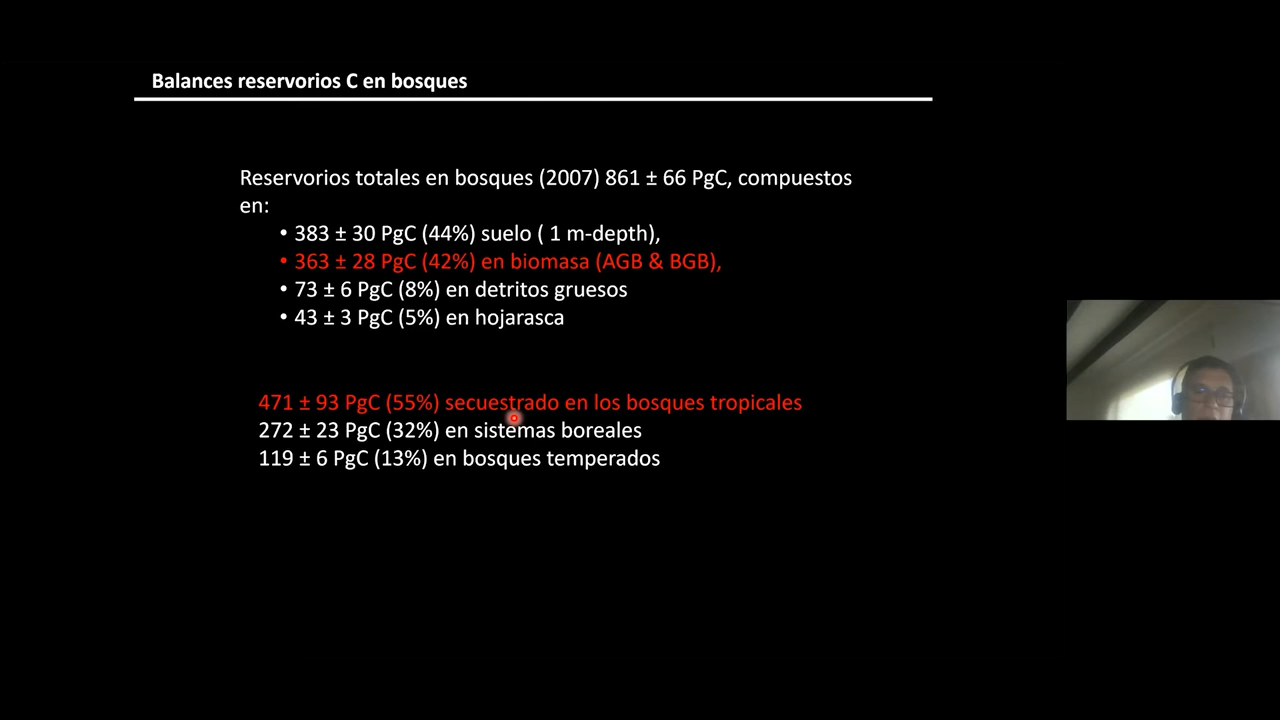 Balances reservorios C en bosques
Reservorios totales en bosques (2007) 861 ± 66 PgC, compuestos
en:
• 383 ± 30 PgC (44%) suelo ( 1 m-depth),
• 363 ± 28 PgC (42%) en biomasa (AGB & BGB),
• 73 ± 6 PgC (8%) en detritos gruesos
• 43 ± 3 PgC (5%) en hojarasca
471 ± 93 PgC (55%) secuestrado en los bosques tropicales
272 ± 23 PgC (32%) en sistemas boreales
119 ± 6 PgC (13%) en bosques temperados